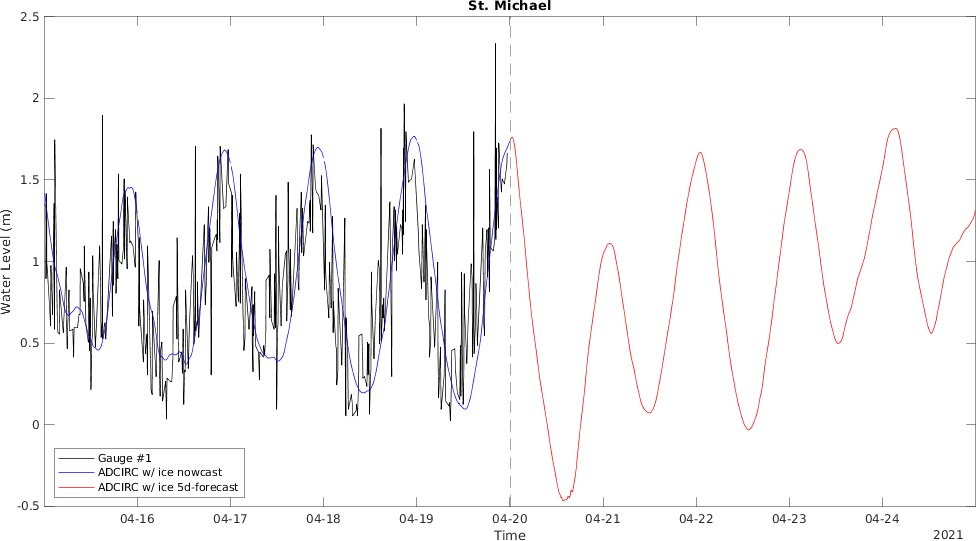 St. Michael
2.5
2
1.5
1
0.5
0
-0.5
Water Level (m)
Gauge #1
ADCIRC w/ ice nowcast
ADCIRC w/ ice 5d-forecast
04-16 04-17 04-18 04-19 04-20 04-21 04-22 04-23 04-24
Time
2021